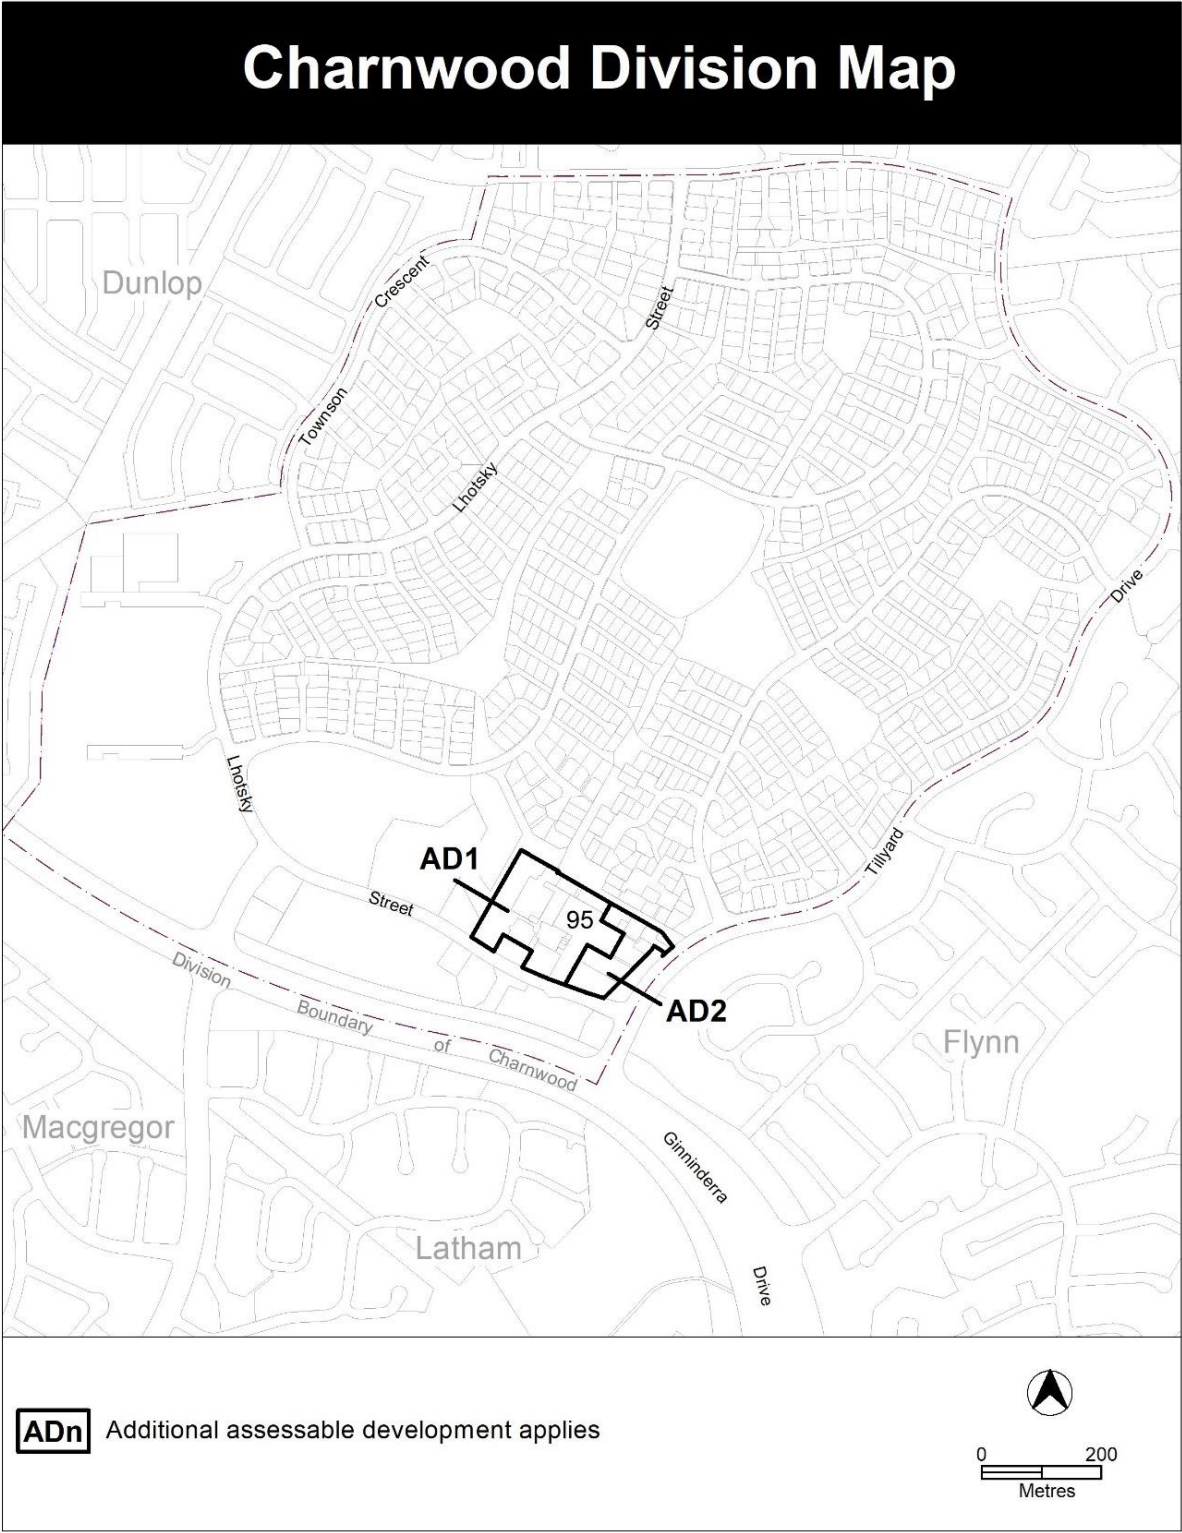 Charnwood Division Map
Dunlop
Crescent
Street
Townson
Lhotsky
Drive
Lhotsky
Tillyard
AD1
Street
95
AD2
Division
Boundary
of
Charnwood
Flynn
Macgregor
Ginninderra
Latham
Drive
ADn Additional assessable development applies
0 200
Metres